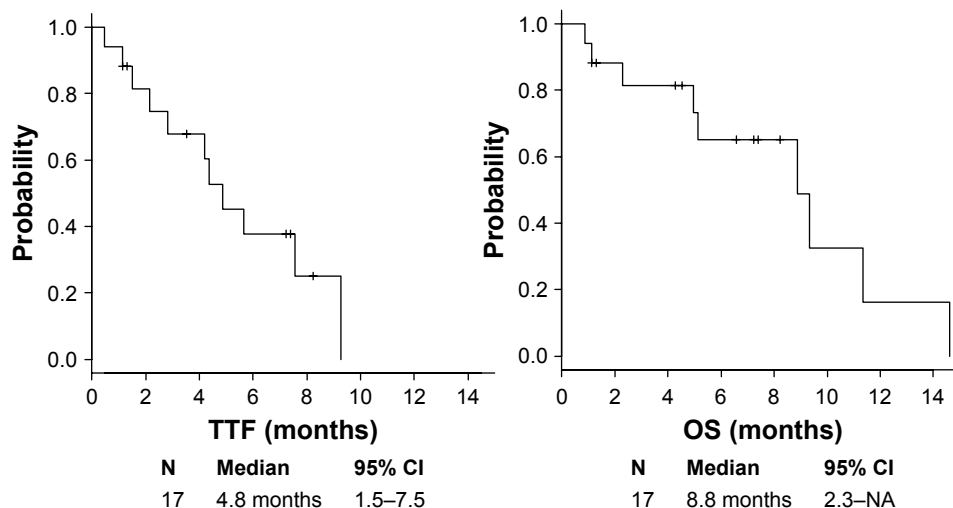 1.0
0.8
0.6
0.4
0.2
0.0
Probability
0 2 4 6 8 10 12 14
TTF (months)
N Median 95% CI
17 4.8 months 1.5–7.5
1.0
0.8
0.6
0.4
0.2
0.0
Probability
0 2 4 6 8 10 12 14
OS (months)
N Median 95% CI
17 8.8 months 2.3–NA